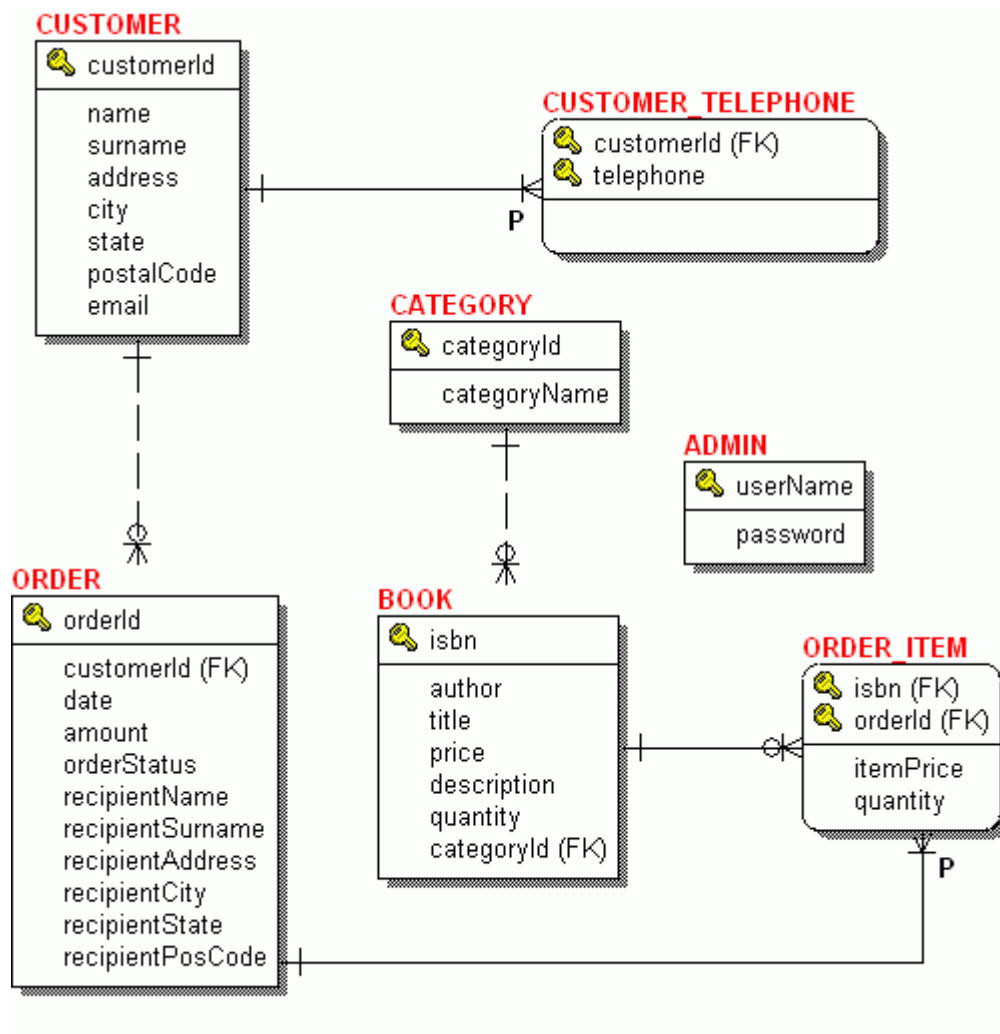 CUSTOMER
customerId
name
surname
address
city
state
postalCode
email
CUSTOMER_TELEPHONE
customerId (FK)
telephone
P
CATEGORY
categoryId
categoryName
ADMIN
userName
password
ORDER
orderId
customerId (FK)
date
amount
orderStatus
recipientName
recipientSurname
recipientAddress
recipientCity
recipientState
recipientPosCode
BOOK
isbn
author
title
price
description
quantity
categoryId (FK)
ORDER_ITEM
isbn (FK)
orderId (FK)
itemPrice
quantity
P